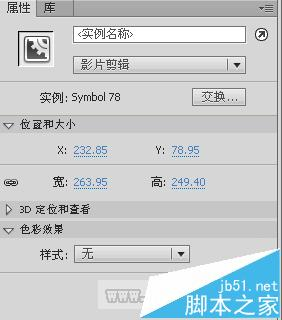 属性 库
<实例名称>
影片剪辑
实例: Symbol 78 交换...
位置和大小
X: 232.85 Y: 78.95
宽: 263.95 高: 249.40
3D 定位和查看
色彩效果
样式: 无
jb51.net
脚本之家